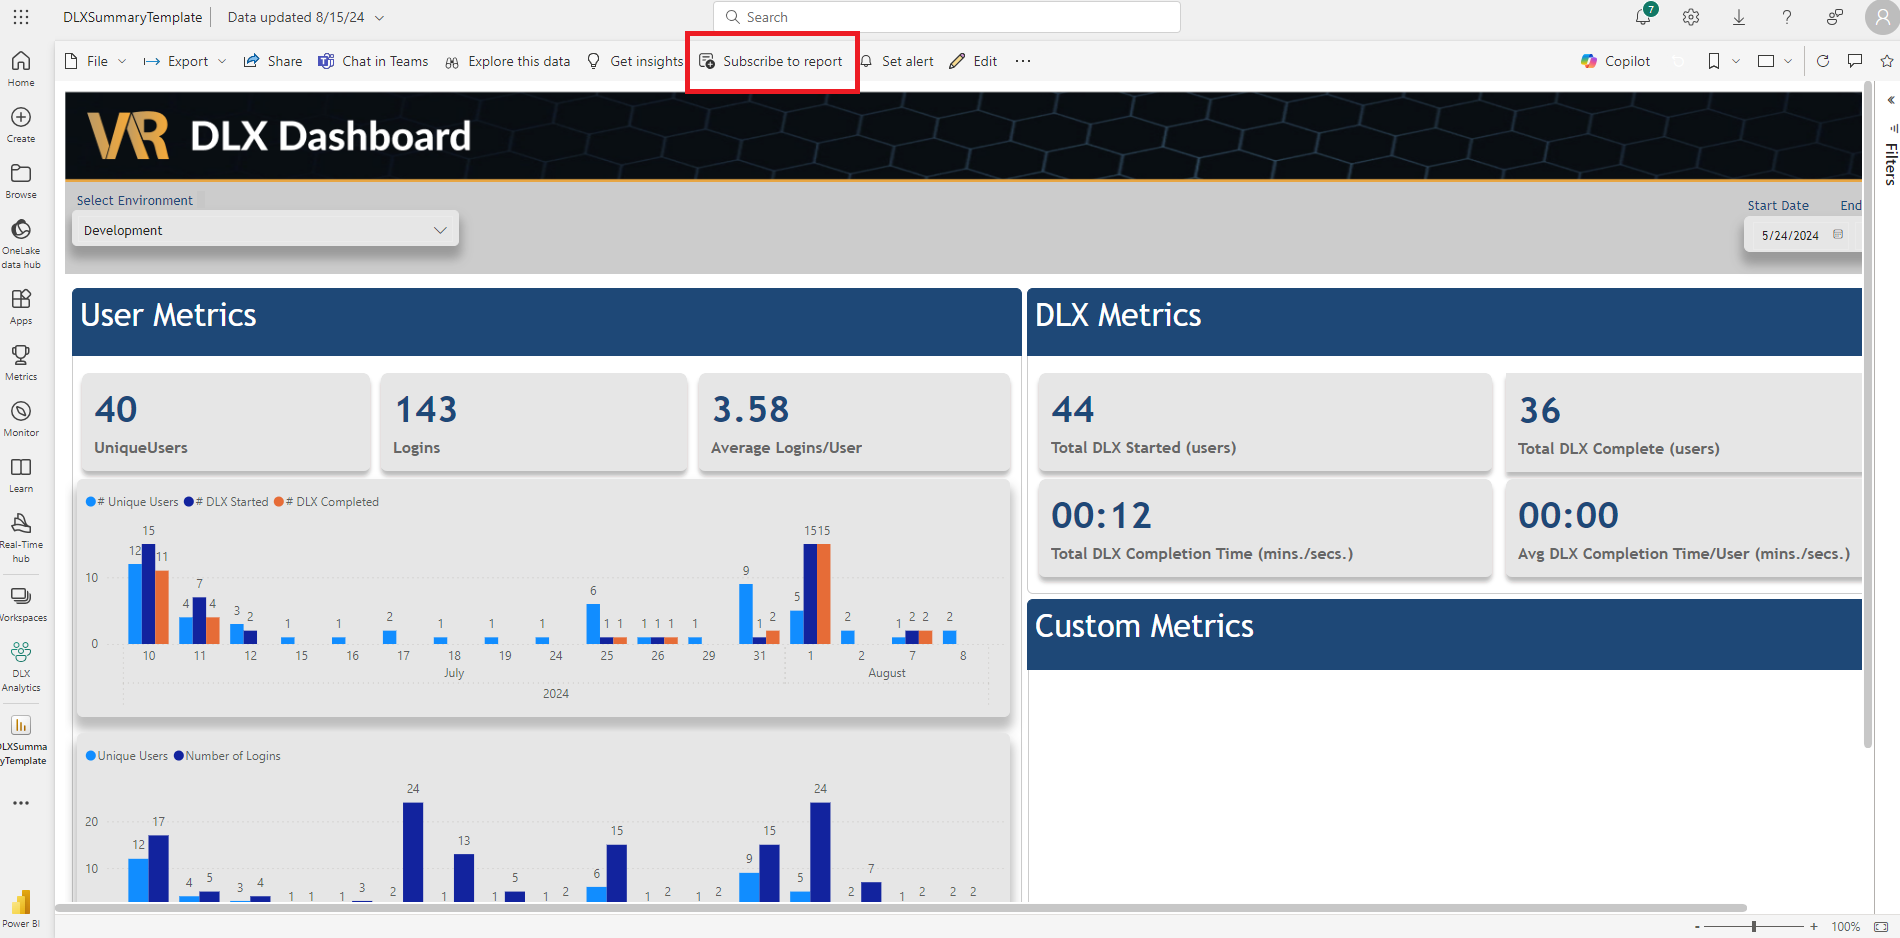 DLXSummaryTemplate Data updated 8/15/24
Search
7
File Export Share Chat in Teams Explore this data Get insights Subscribe to report Set alert Edit ... Copilot
Home
Create
Browse
OneLake
data hub
Apps
Metrics
Monitor
Learn
Real-Time
hub
Workspaces
DLX
Analytics
DLXSumma
ryTemplate
Power BI
VR DLX Dashboard
Filters
Select Environment
Development
Start Date End
5/24/2024
User Metrics
40
UniqueUsers
143
Logins
3.58
Average Logins/User
# Unique Users # DLX Started # DLX Completed
10
0
12 15 11
4 7 4
3 2
1
1
2
1
1
1
6 1 1
1 1 1
1
9 1 2
5 15 15
2
1 2 2
2
10 11 12 15 16 17 18 19 24 25 26 29 31 1 2 7 8
July August
2024
Unique Users Number of Logins
20
10
12 17
4 5
3 4
1 1
1 3
2 24
1 13
1 5
1 2
6 15
1 2
1 2
9 15
5 24
2 7
1 2
2 2
DLX Metrics
44
Total DLX Started (users)
36
Total DLX Complete (users)
00:12
Total DLX Completion Time (mins./secs.)
00:00
Avg DLX Completion Time/User (mins./secs.)
Custom Metrics
- + 100%